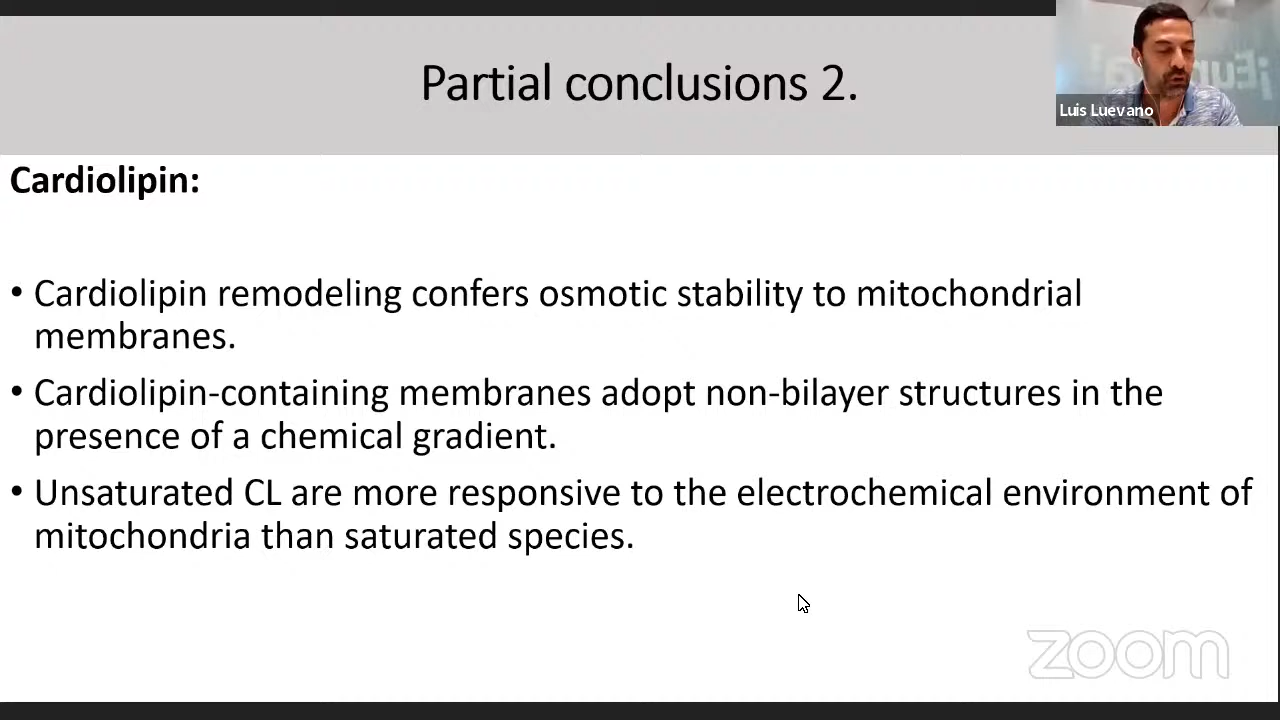 Partial conclusions 2.
Luis Luevano
Cardiolipin:
• Cardiolipin remodeling confers osmotic stability to mitochondrial
membranes.
• Cardiolipin-containing membranes adopt non-bilayer structures in the
presence of a chemical gradient.
• Unsaturated CL are more responsive to the electrochemical environment of
mitochondria than saturated species.
zoom